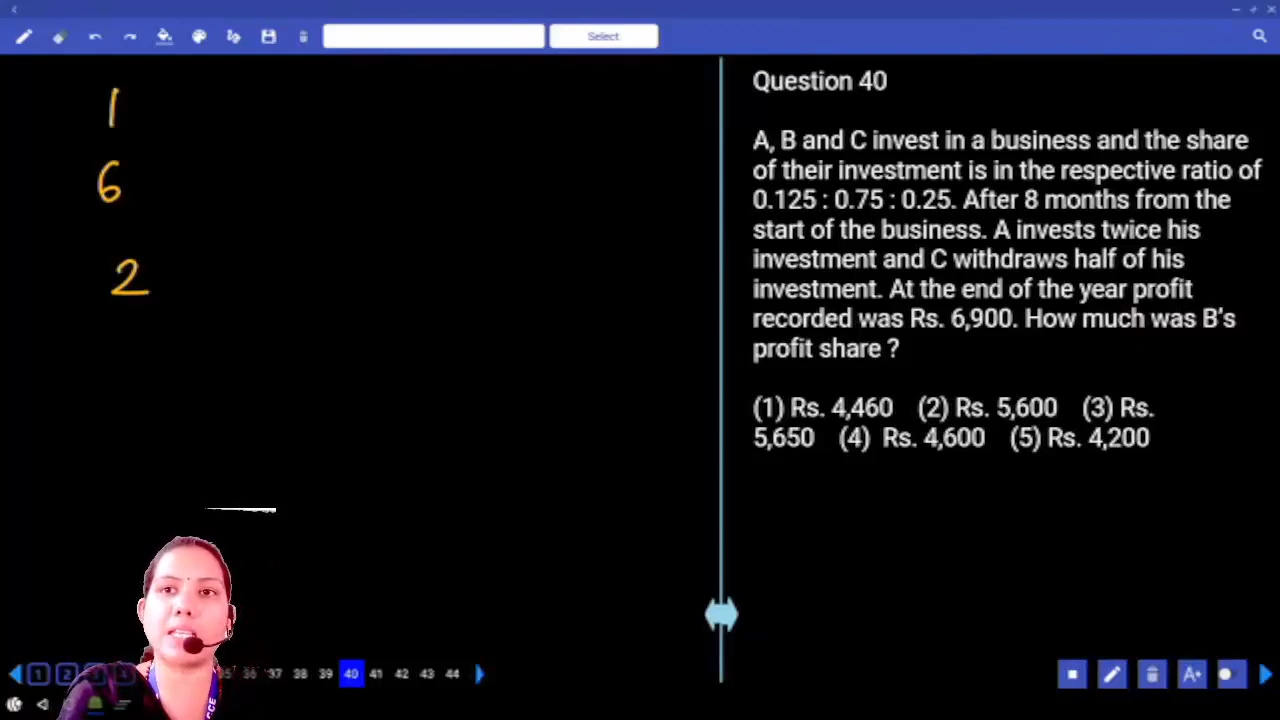 Select
1
6
2
Question 40
A, B and C invest in a business and the share
of their investment is in the respective ratio of
0.125 : 0.75 : 0.25. After 8 months from the
start of the business. A invests twice his
investment and C withdraws half of his
investment. At the end of the year profit
recorded was Rs. 6,900. How much was B's
profit share ?
(1) Rs. 4,460 (2) Rs. 5,600 (3) Rs.
5,650 (4) Rs. 4,600 (5) Rs. 4,200
1 2 36 37 38 39 40 41 42 43 44
A+